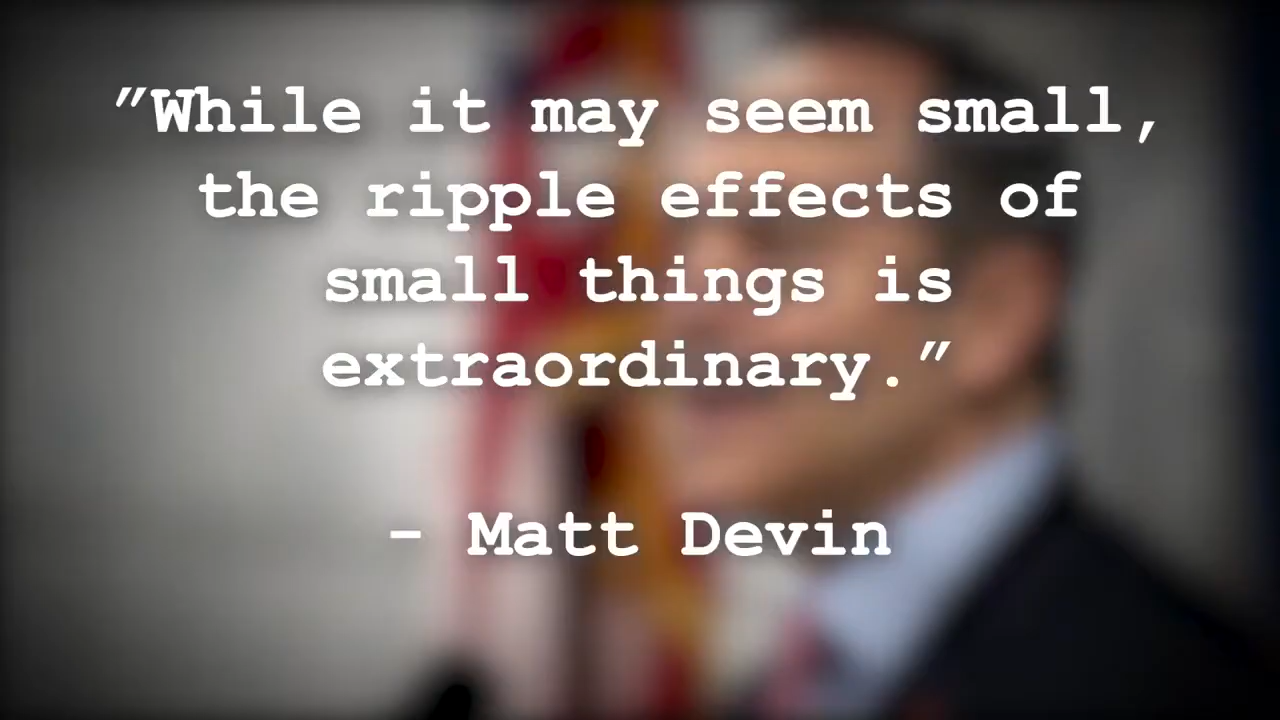 "While it may seem small,
the ripple effects of
small things is
extraordinary."
- Matt Devin